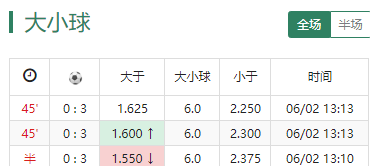 大小球 全场 半场
大于 大小球 小于 时间
45' 0 : 3 1.625 6.0 2.250 06/02 13:13
45' 0 : 3 1.600 ↑ 6.0 2.300 06/02 13:13
半 0 : 3 1.550 ↓ 6.0 2.375 06/02 13:10